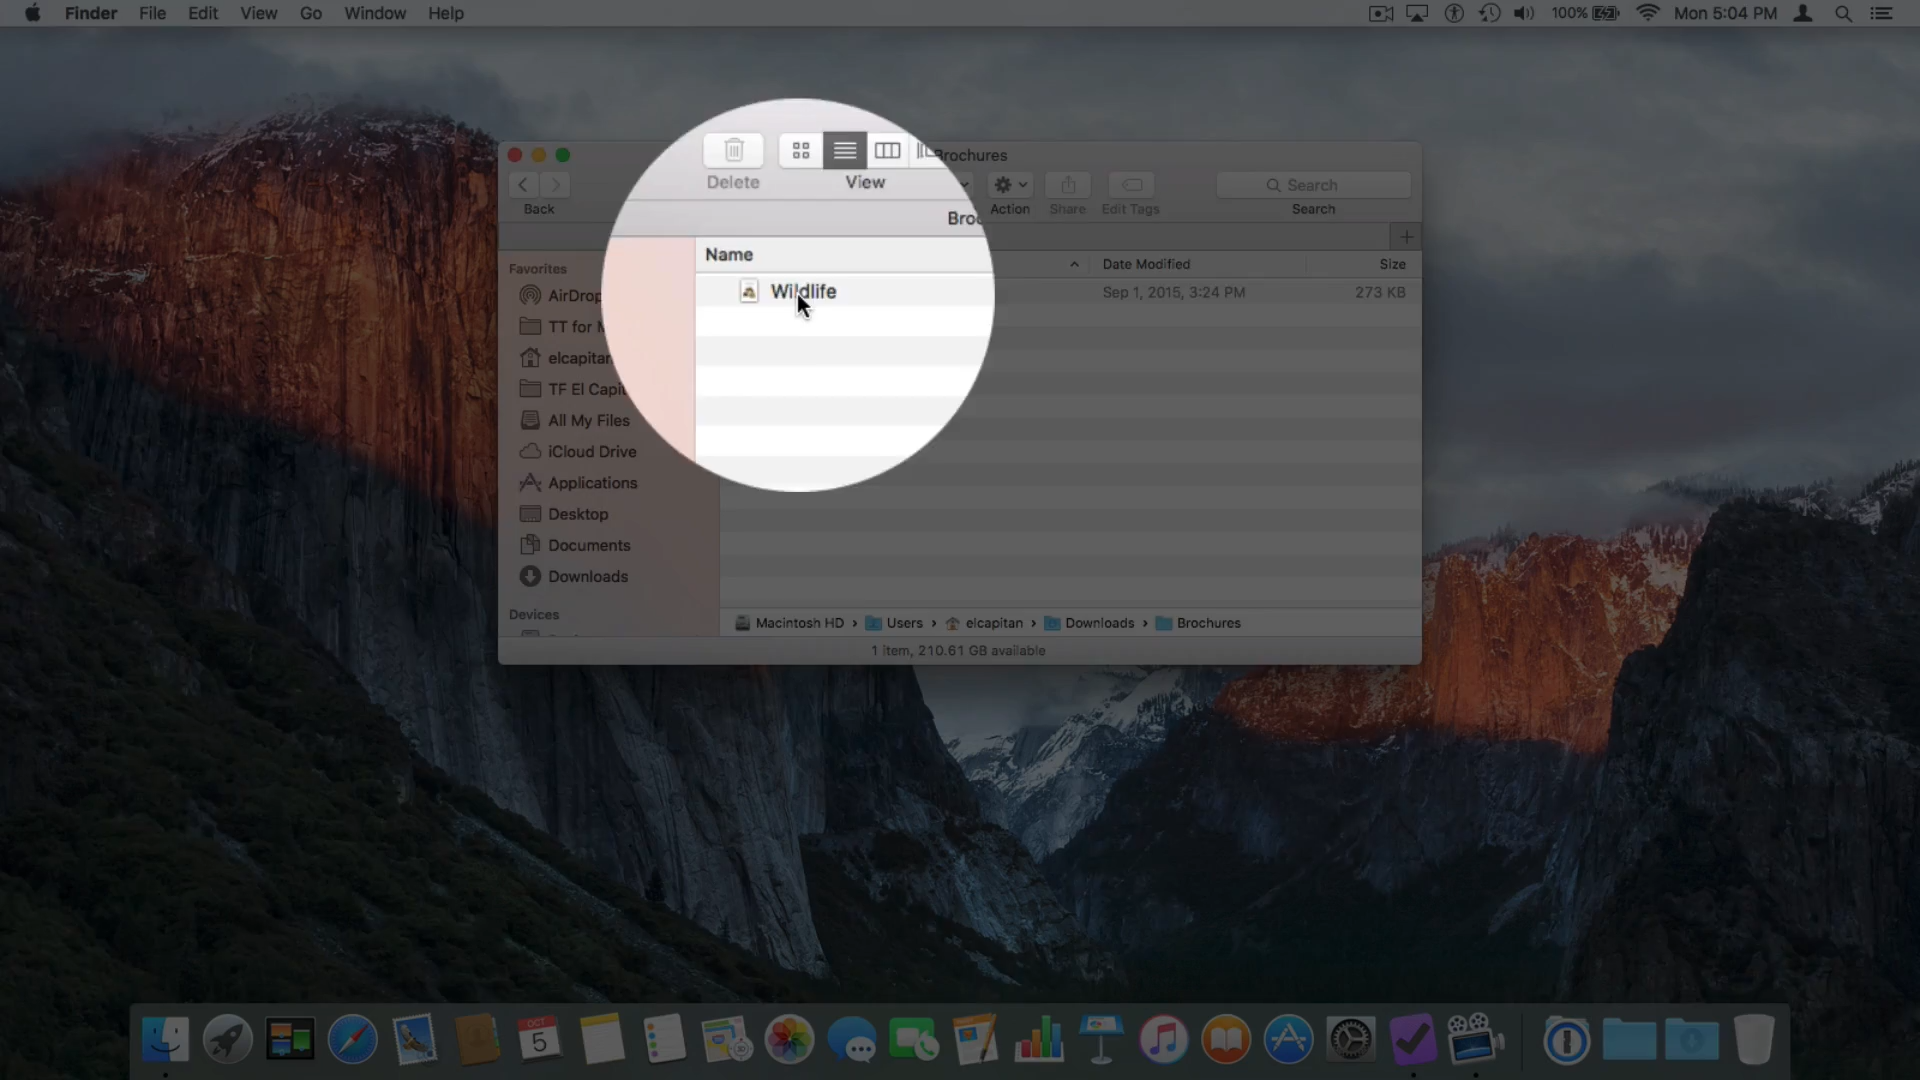 Finder File Edit View Go Window Help
100% Mon 5:04 PM
Brochures
Search
Back Delete View Action Share Edit Tags Search
Name Date Modified Size
Wildlife Sep 1, 2015, 3:24 PM 273 KB
Favorites
AirDrop
TT for
elcapitan
TF El Capi
All My Files
iCloud Drive
Applications
Desktop
Documents
Downloads
Devices
Macintosh HD › Users › elcapitan › Downloads › Brochures
1 item, 210.61 GB available
OCT
5